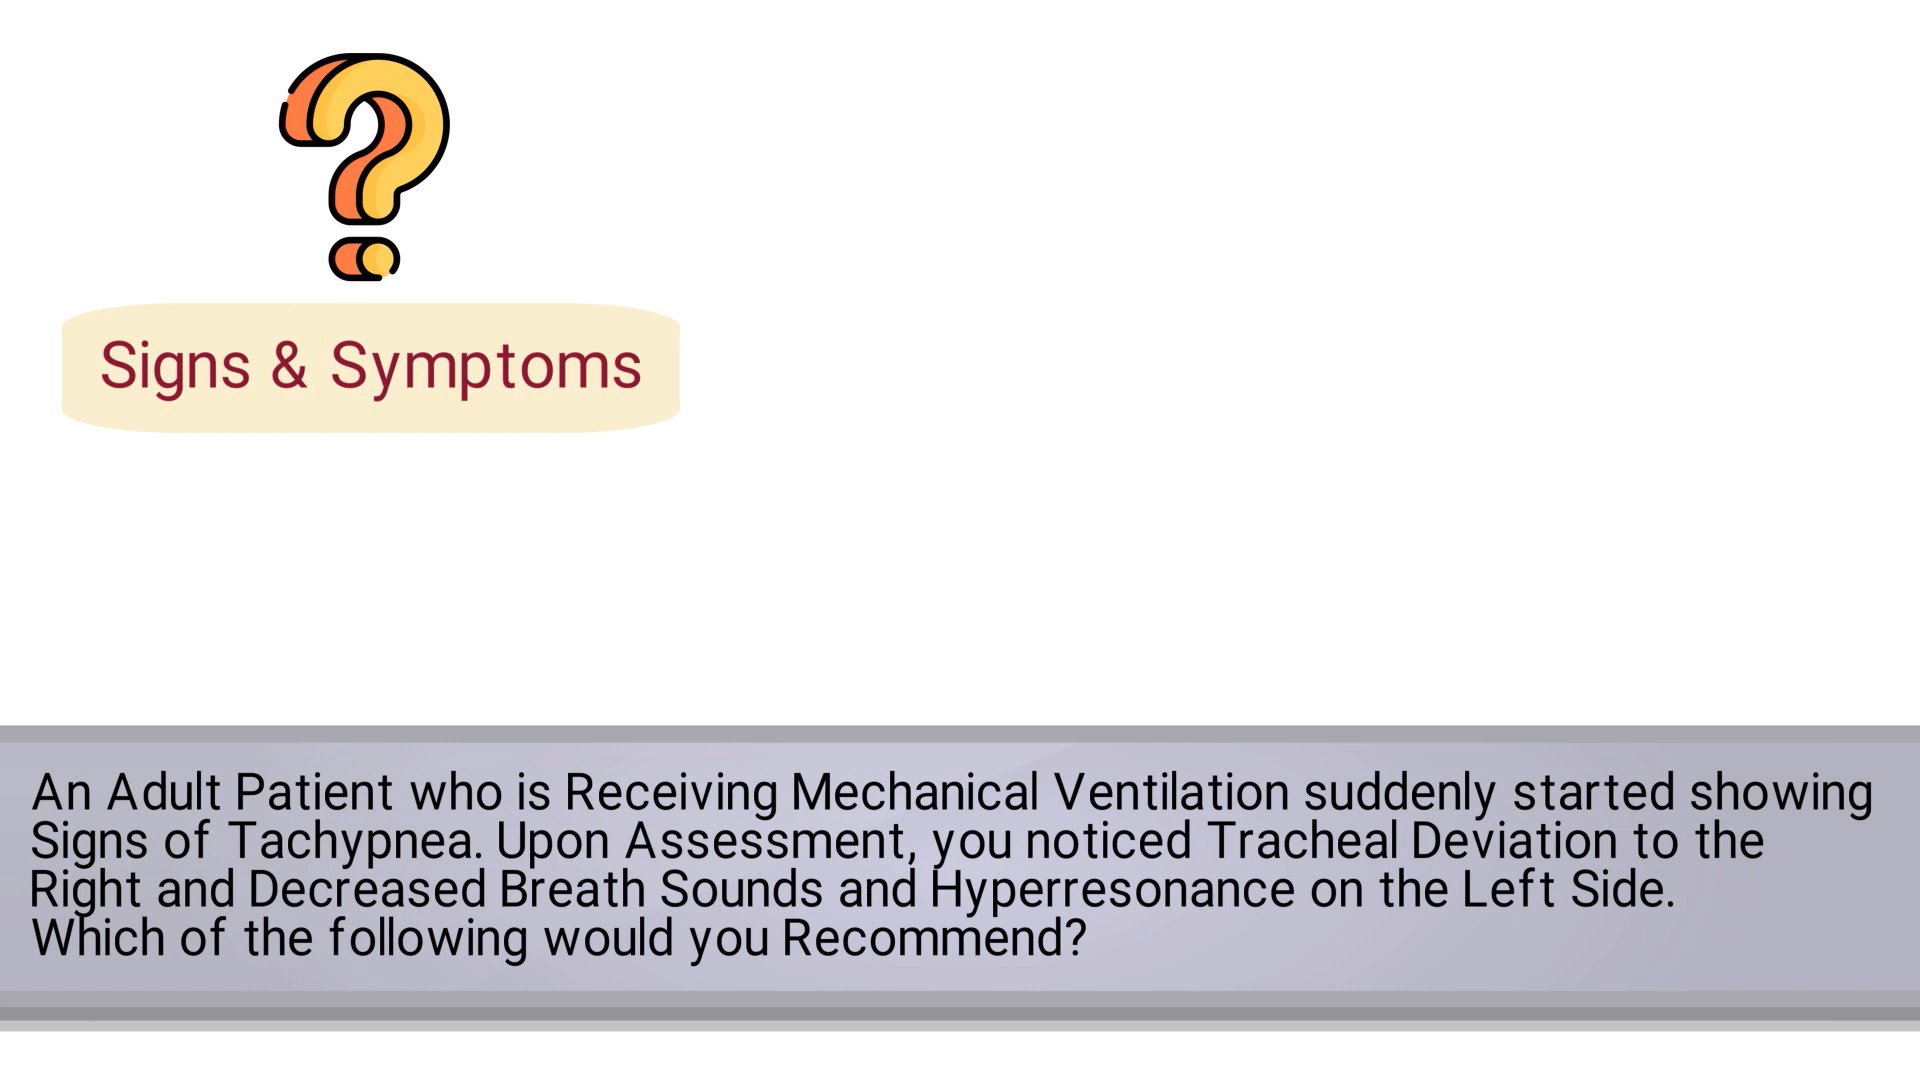 Signs & Symptoms
An Adult Patient who is Receiving Mechanical Ventilation suddenly started showing
Signs of Tachypnea. Upon Assessment, you noticed Tracheal Deviation to the
Right and Decreased Breath Sounds and Hyperresonance on the Left Side.
Which of the following would you Recommend?